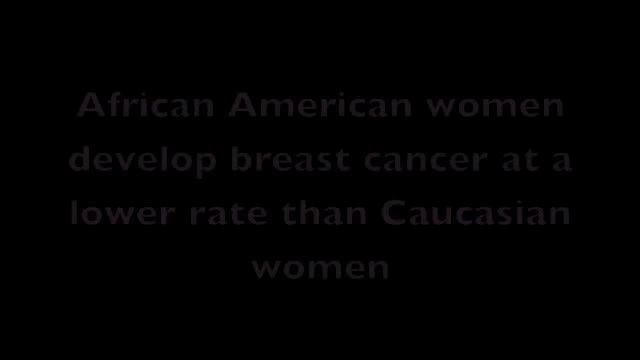 African American women
develop breast cancer at a
lower rate than Caucasian
women